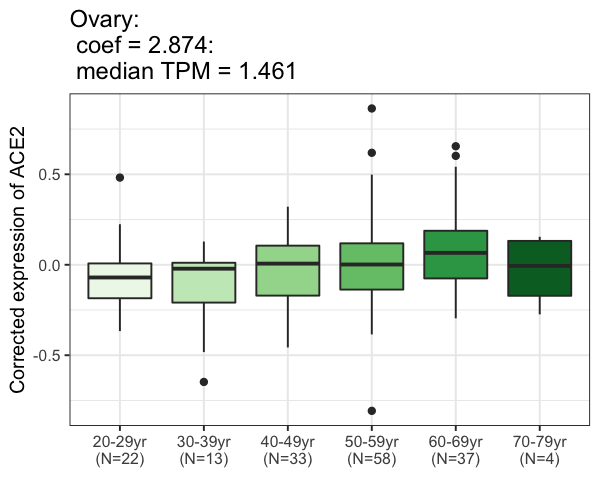 Ovary:
coef = 2.874:
median TPM = 1.461
Corrected expression of ACE2
0.5
0.0
-0.5
20-29yr 30-39yr 40-49yr 50-59yr 60-69yr 70-79yr
(N=22) (N=13) (N=33) (N=58) (N=37) (N=4)